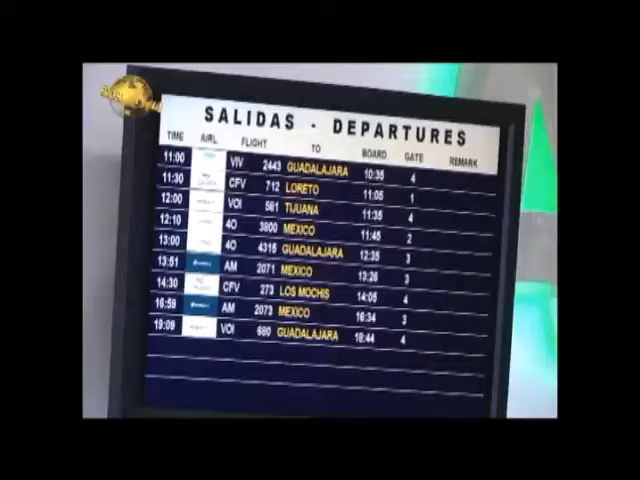 SALIDAS - DEPARTURES
TIME AIRL FLIGHT TO BOARD. GATE REMARK
11:00 VIV 2443 GUADALAJARA 10:35 4
11:30 CFV 712 LORETO 11:05 1
12:00 VOI 581 TIJUANA 11:35 4
12:10 4O 3800 MEXICO 11:45 2
13:00 4O 4315 GUADALAJARA 12:35 3
13:51 AM 2071 MEXICO 13:26 3
14:30 CFV 273 LOS MOCHIS 14:05 4
16:59 AM 2073 MEXICO 16:34 3
19:09 VOI 680 GUADALAJARA 18:44 4